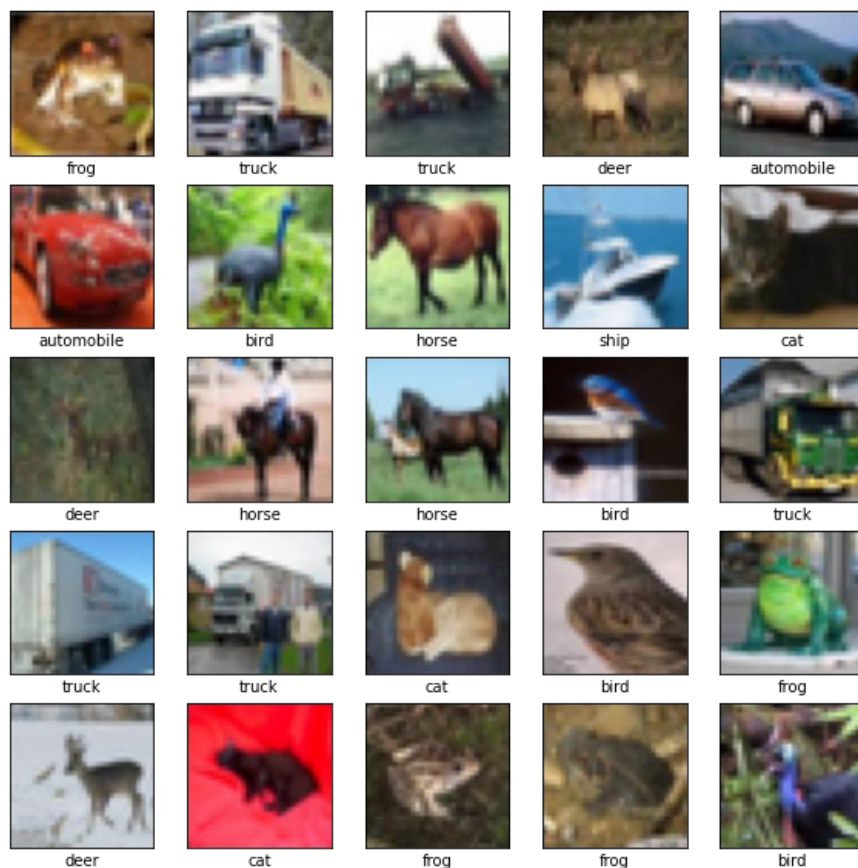 frog truck truck deer automobile
automobile bird horse ship cat
deer horse horse bird truck
truck truck cat bird frog
deer cat frog frog bird